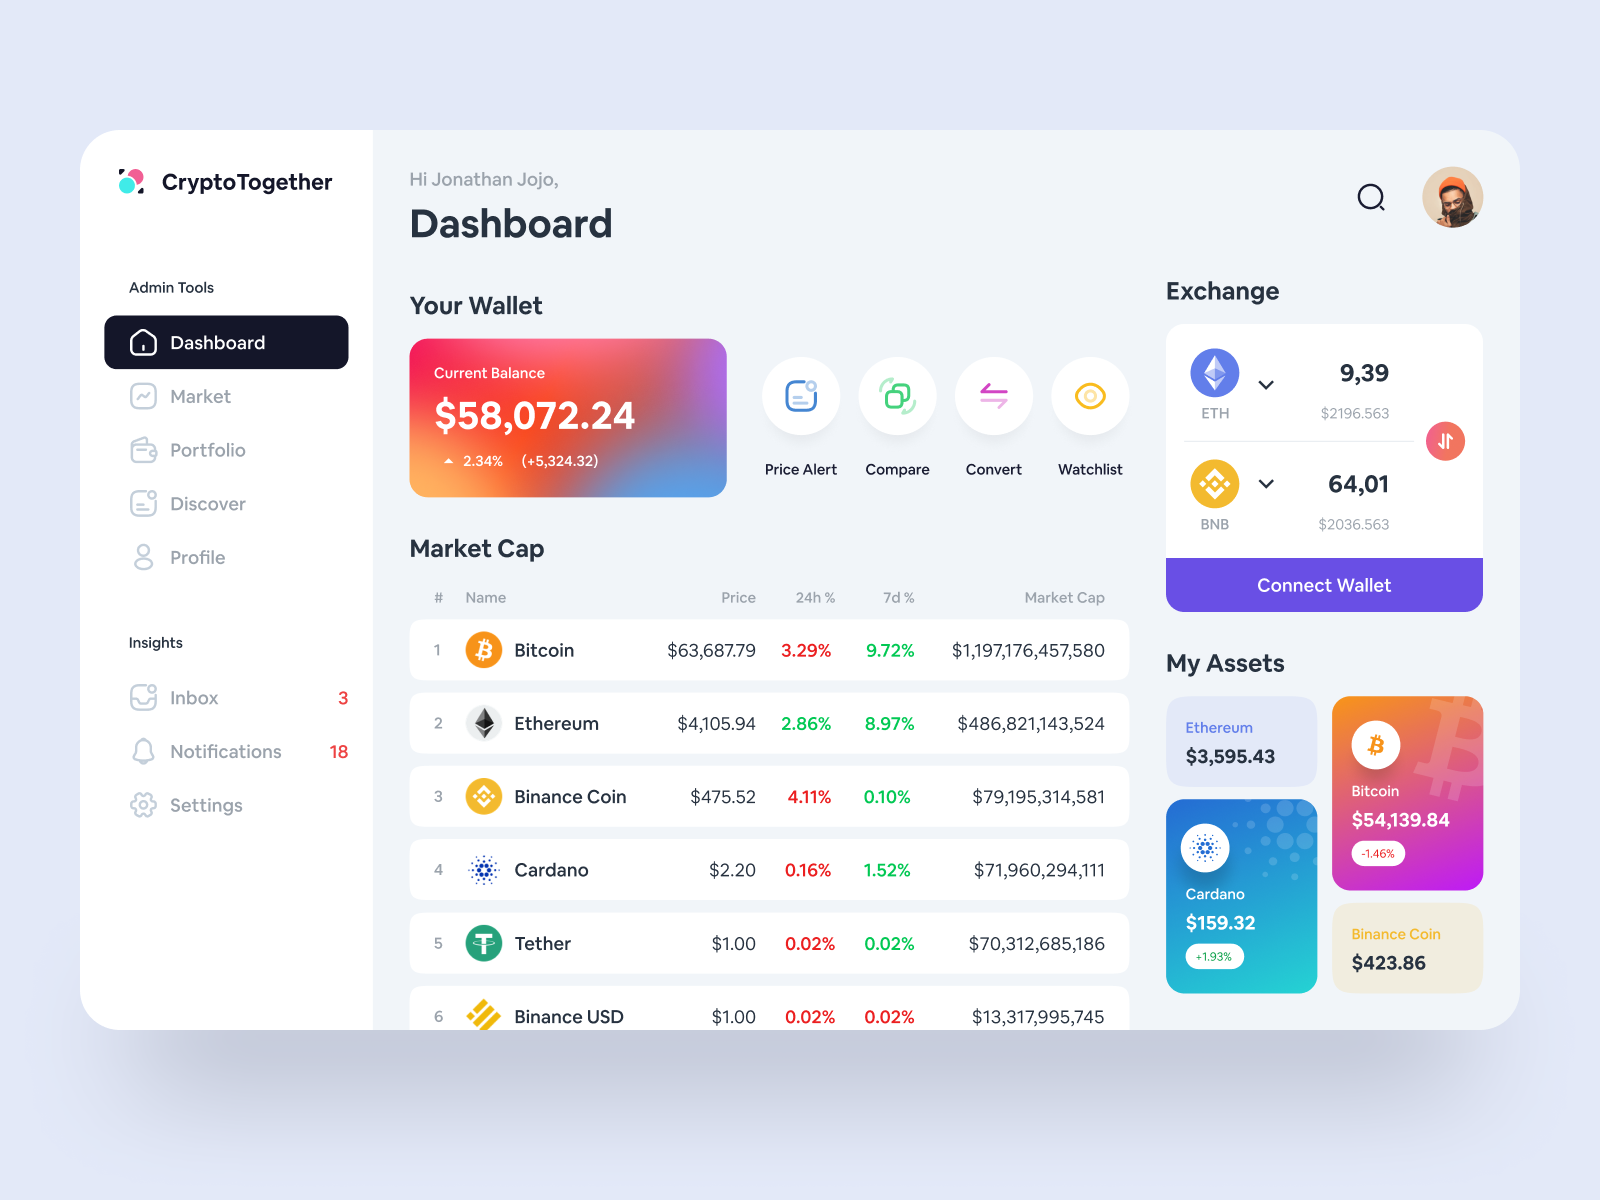 CryptoTogether
Admin Tools
Dashboard
Market
Portfolio
Discover
Profile
Insights
Inbox 3
Notifications 18
Settings
Hi Jonathan Jojo,
Dashboard
Your Wallet
Current Balance
$58,072.24
2.34% (+5,324.32)
Price Alert Compare Convert Watchlist
Market Cap
# Name Price 24h % 7d % Market Cap
1 Bitcoin $63,687.79 3.29% 9.72% $1,197,176,457,580
2 Ethereum $4,105.94 2.86% 8.97% $486,821,143,524
3 Binance Coin $475.52 4.11% 0.10% $79,195,314,581
4 Cardano $2.20 0.16% 1.52% $71,960,294,111
5 Tether $1.00 0.02% 0.02% $70,312,685,186
6 Binance USD $1.00 0.02% 0.02% $13,317,995,745
Exchange
9,39
ETH $2196.563
64,01
BNB $2036.563
Connect Wallet
My Assets
Ethereum
$3,595.43
Cardano
$159.32
+1.93%
Bitcoin
$54,139.84
-1.46%
Binance Coin
$423.86